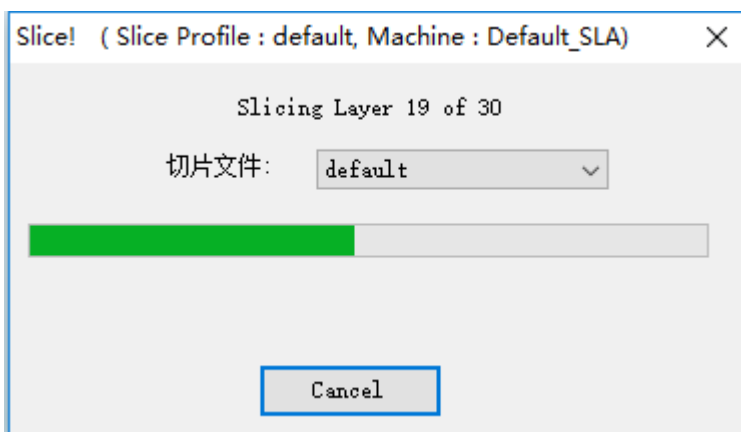 Slice! ( Slice Profile : default, Machine : Default_SLA)
Slicing Layer 19 of 30
切片文件: default
Cancel